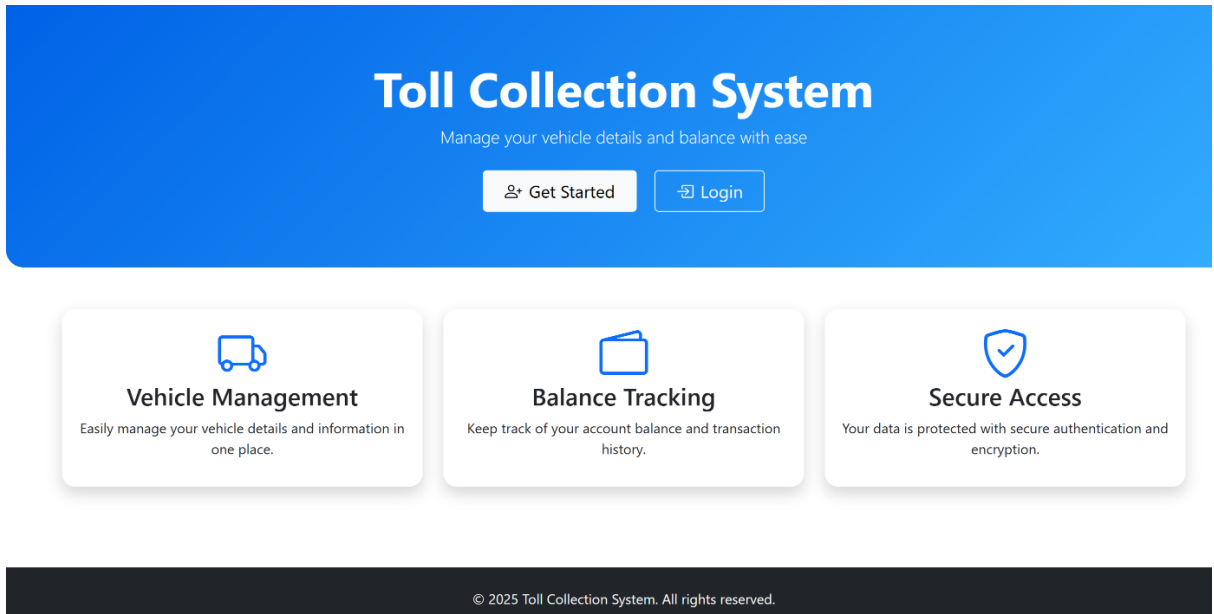 Toll Collection System
Manage your vehicle details and balance with ease
Get Started
Login
Vehicle Management
Easily manage your vehicle details and information in
one place.
Balance Tracking
Keep track of your account balance and transaction
history.
Secure Access
Your data is protected with secure authentication and
encryption.
© 2025 Toll Collection System. All rights reserved.